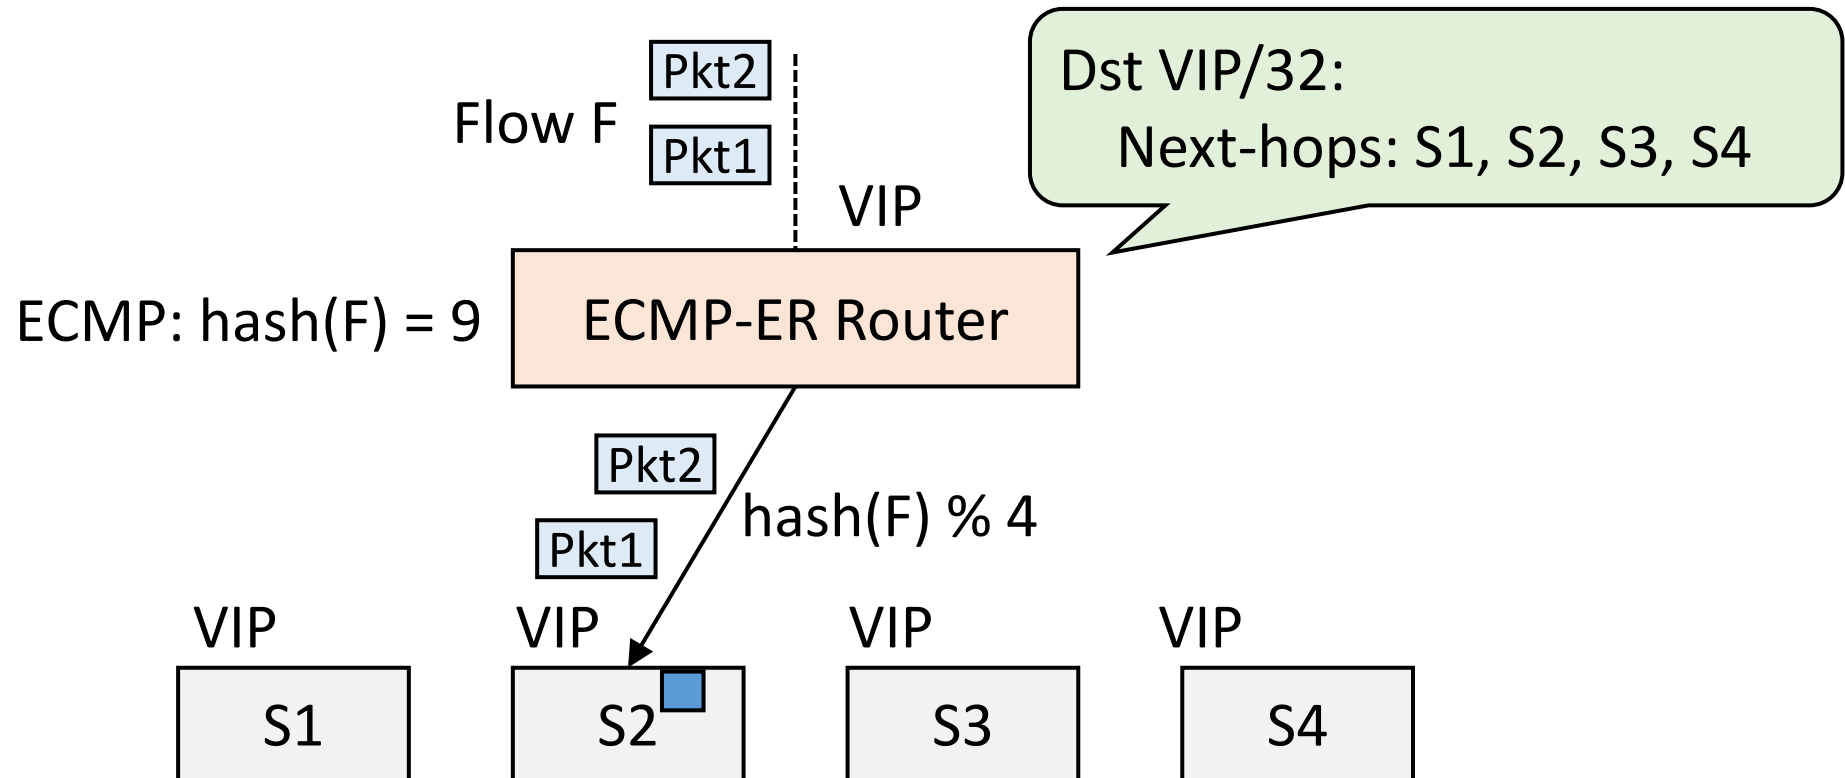 Pkt2
Flow F
Pkt1
Dst VIP/32:
Next-hops: S1, S2, S3, S4
VIP
ECMP: hash(F) = 9
ECMP-ER Router
Pkt2
hash(F) % 4
Pkt1
VIP
VIP
VIP
VIP
S1
S2
S3
S4